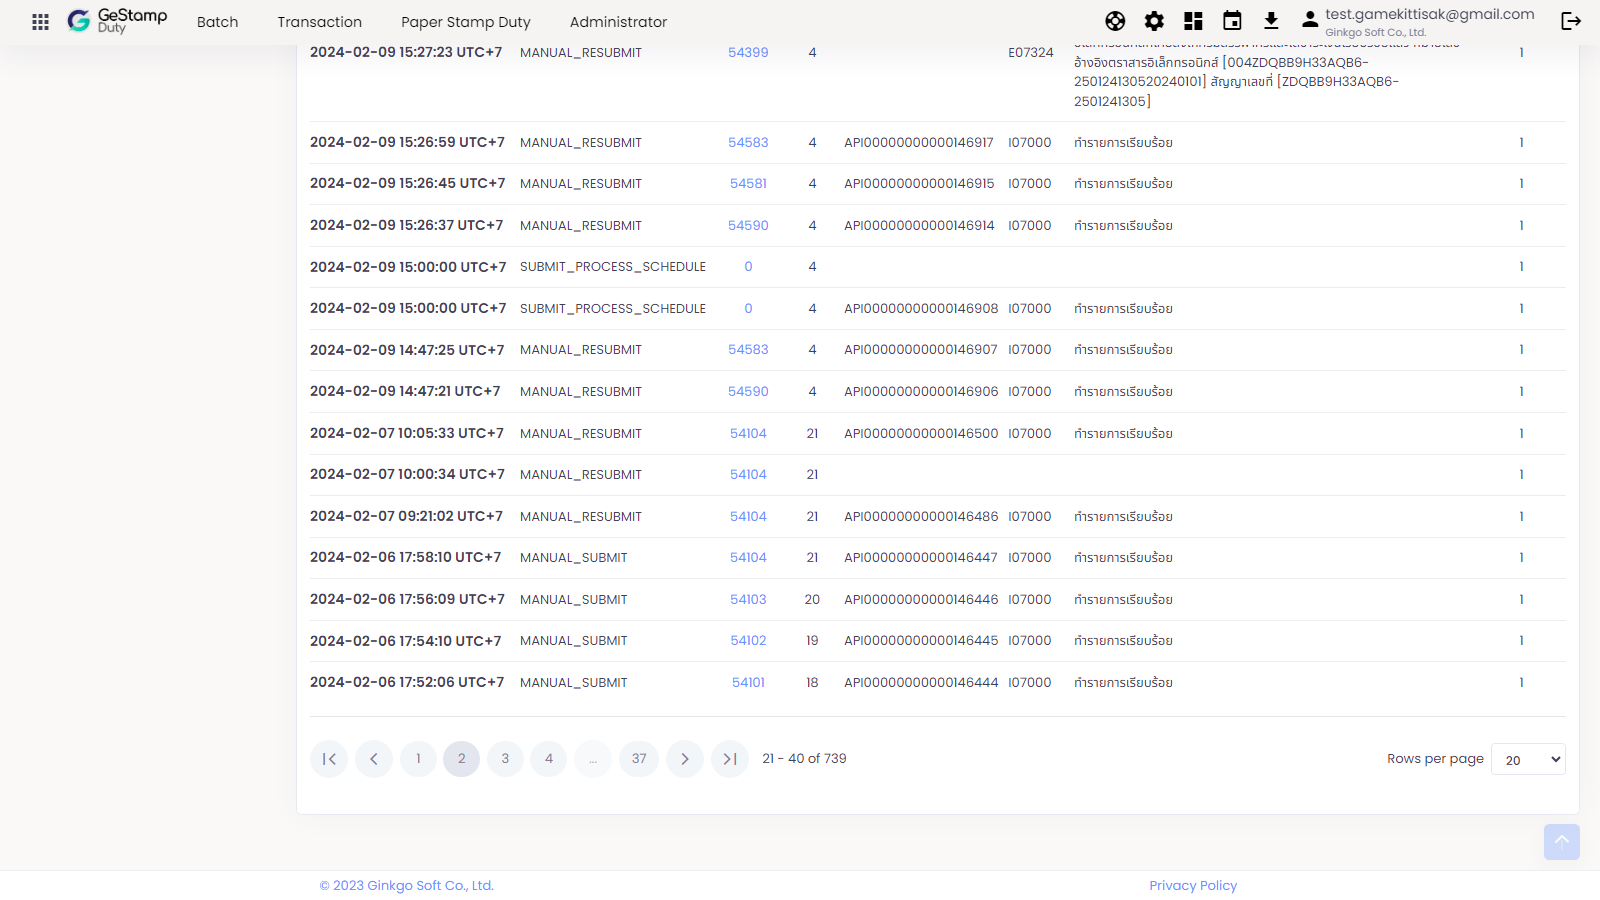 GeStamp Duty Batch Transaction Paper Stamp Duty Administrator test.gamekittisak@gmail.com
Ginkgo Soft Co., Ltd.
2024-02-09 15:27:23 UTC+7 MANUAL_RESUBMIT 54399 4 E07324 1
อ้างอิงตราสารอิเล็กทรอนิกส์ [004ZDQBB9H33AQB6-
250124130520240101] สัญญาเลขที่ [ZDQBB9H33AQB6-
2501241305]
2024-02-09 15:26:59 UTC+7 MANUAL_RESUBMIT 54583 4 API00000000000146917 I07000 ทำรายการเรียบร้อย 1
2024-02-09 15:26:45 UTC+7 MANUAL_RESUBMIT 54581 4 API00000000000146915 I07000 ทำรายการเรียบร้อย 1
2024-02-09 15:26:37 UTC+7 MANUAL_RESUBMIT 54590 4 API00000000000146914 I07000 ทำรายการเรียบร้อย 1
2024-02-09 15:00:00 UTC+7 SUBMIT_PROCESS_SCHEDULE 0 4 1
2024-02-09 15:00:00 UTC+7 SUBMIT_PROCESS_SCHEDULE 0 4 API00000000000146908 I07000 ทำรายการเรียบร้อย 1
2024-02-09 14:47:25 UTC+7 MANUAL_RESUBMIT 54583 4 API00000000000146907 I07000 ทำรายการเรียบร้อย 1
2024-02-09 14:47:21 UTC+7 MANUAL_RESUBMIT 54590 4 API00000000000146906 I07000 ทำรายการเรียบร้อย 1
2024-02-07 10:05:33 UTC+7 MANUAL_RESUBMIT 54104 21 API00000000000146500 I07000 ทำรายการเรียบร้อย 1
2024-02-07 10:00:34 UTC+7 MANUAL_RESUBMIT 54104 21 1
2024-02-07 09:21:02 UTC+7 MANUAL_RESUBMIT 54104 21 API00000000000146486 I07000 ทำรายการเรียบร้อย 1
2024-02-06 17:58:10 UTC+7 MANUAL_SUBMIT 54104 21 API00000000000146447 I07000 ทำรายการเรียบร้อย 1
2024-02-06 17:56:09 UTC+7 MANUAL_SUBMIT 54103 20 API00000000000146446 I07000 ทำรายการเรียบร้อย 1
2024-02-06 17:54:10 UTC+7 MANUAL_SUBMIT 54102 19 API00000000000146445 I07000 ทำรายการเรียบร้อย 1
2024-02-06 17:52:06 UTC+7 MANUAL_SUBMIT 54101 18 API00000000000146444 I07000 ทำรายการเรียบร้อย 1
1 2 3 4 ... 37 21 - 40 of 739 Rows per page 20
© 2023 Ginkgo Soft Co., Ltd. Privacy Policy